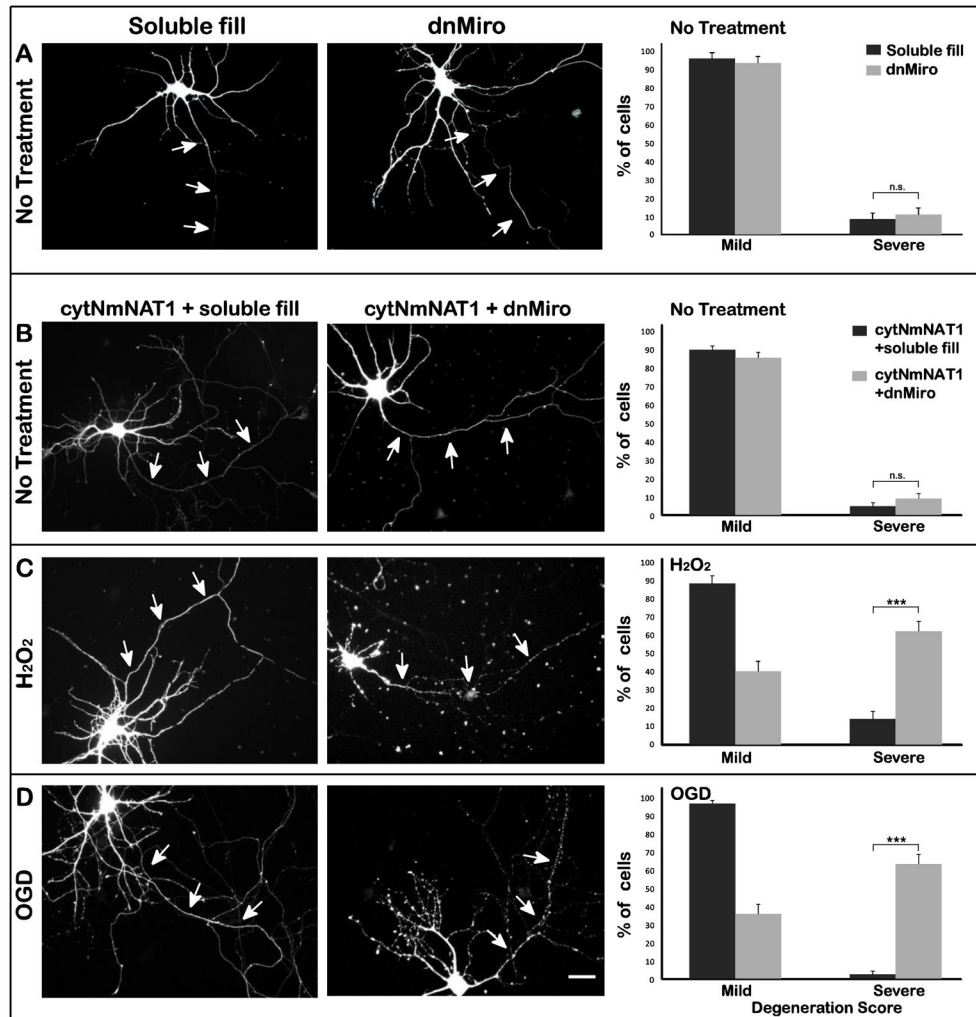 Soluble fill
dnMiro
A
No Treatment
No Treatment
% of cells
100
90
80
70
60
50
40
30
20
10
0
Soluble fill
dnMiro
n.s.
Mild
Severe
cytNmNAT1 + soluble fill
cytNmNAT1 + dnMiro
B
No Treatment
No Treatment
% of cells
100
90
80
70
60
50
40
30
20
10
0
cytNmNAT1
+soluble fill
cytNmNAT1
+dnMiro
n.s.
Mild
Severe
C
H₂O₂
H₂O₂
% of cells
100
90
80
70
60
50
40
30
20
10
0
***
Mild
Severe
D
OGD
OGD
% of cells
100
90
80
70
60
50
40
30
20
10
0
***
Mild
Severe
Degeneration Score